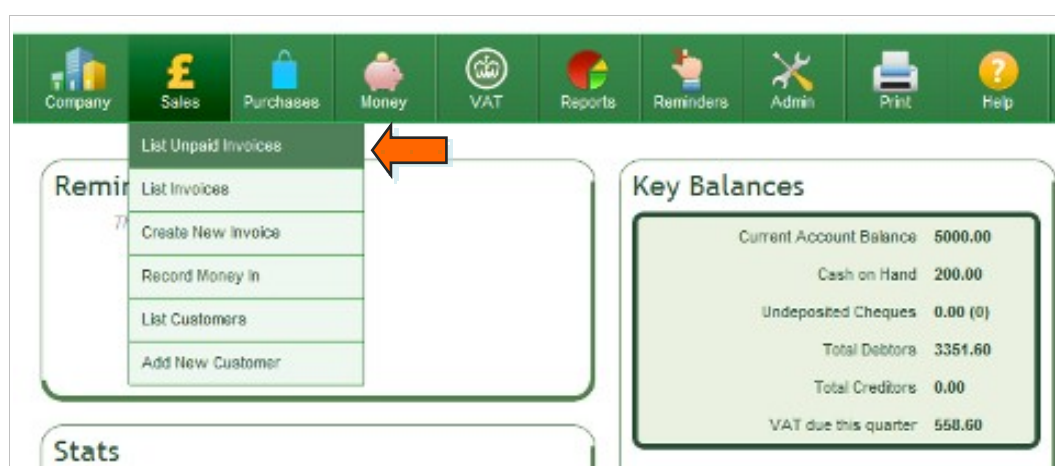 Company Sales Purchases Money VAT Reports Reminders Admin Print Help
List Unpaid Invoices
List Invoices
Create New Invoice
Record Money In
List Customers
Add New Customer
Remin
Th
Key Balances
Current Account Balance 5000.00
Cash on Hand 200.00
Undeposited Cheques 0.00 (0)
Total Debtors 3351.60
Total Creditors 0.00
VAT due this quarter 558.60
Stats